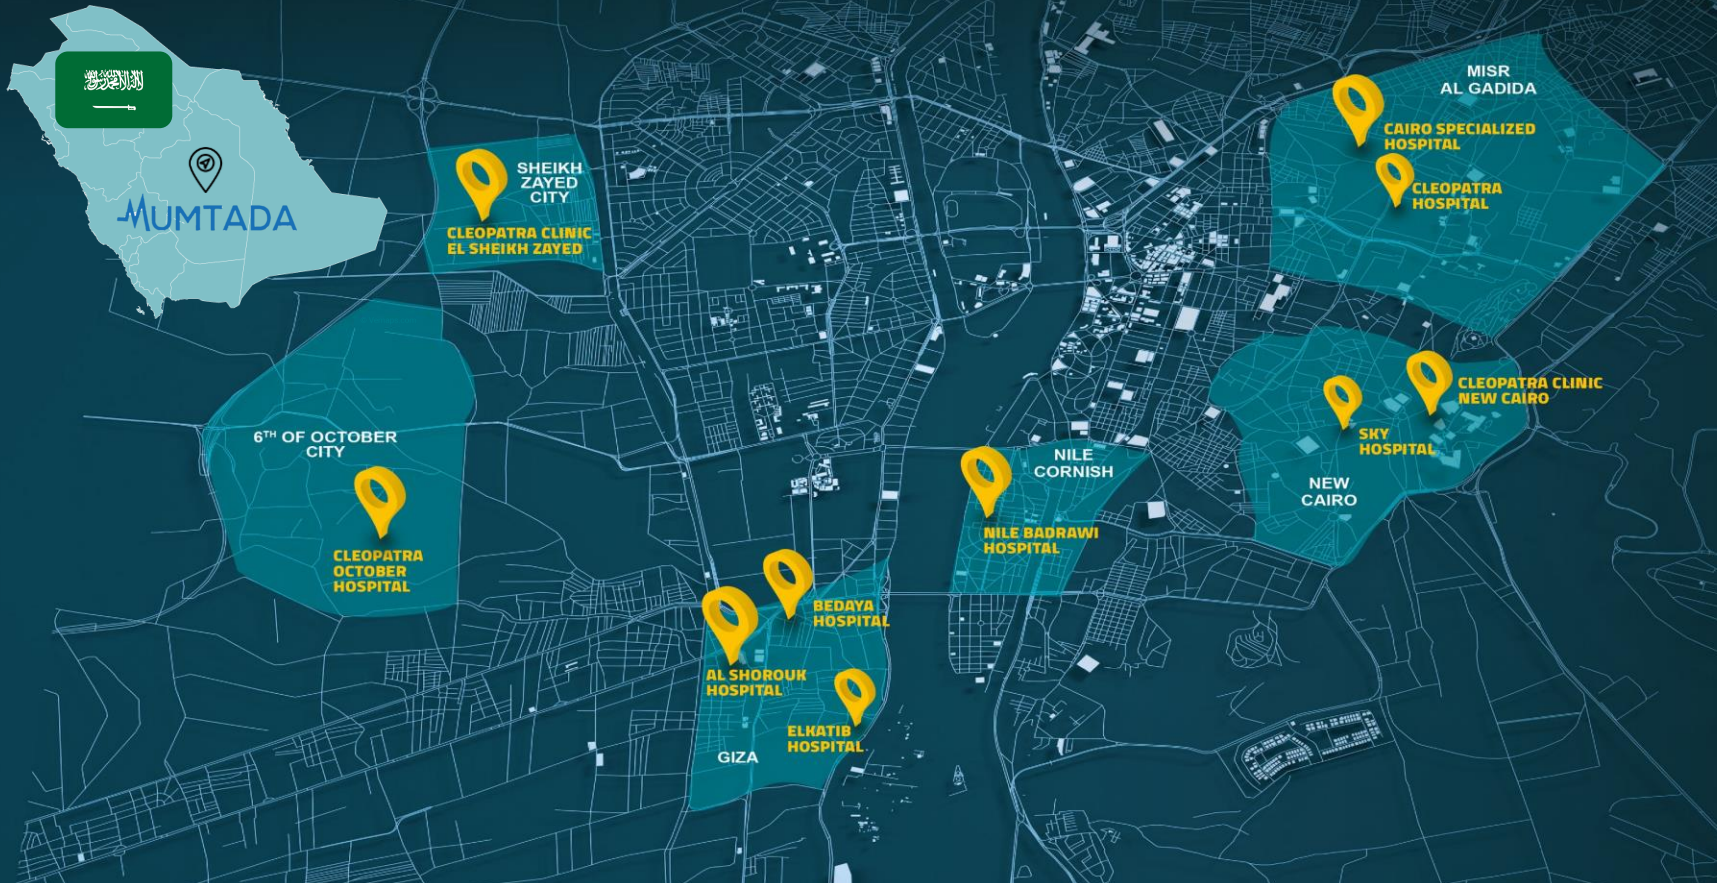 MUMTADA
SHEIKH
ZAYED
CITY
CLEOPATRA CLINIC
EL SHEIKH ZAYED
6TH OF OCTOBER
CITY
CLEOPATRA
OCTOBER
HOSPITAL
BEDAYA
HOSPITAL
AL SHOROUK
HOSPITAL
ELKATIB
HOSPITAL
GIZA
NILE
CORNISH
NILE BADRAWI
HOSPITAL
MISR
AL GADIDA
CAIRO SPECIALIZED
HOSPITAL
CLEOPATRA
HOSPITAL
CLEOPATRA CLINIC
NEW CAIRO
SKY
HOSPITAL
NEW
CAIRO